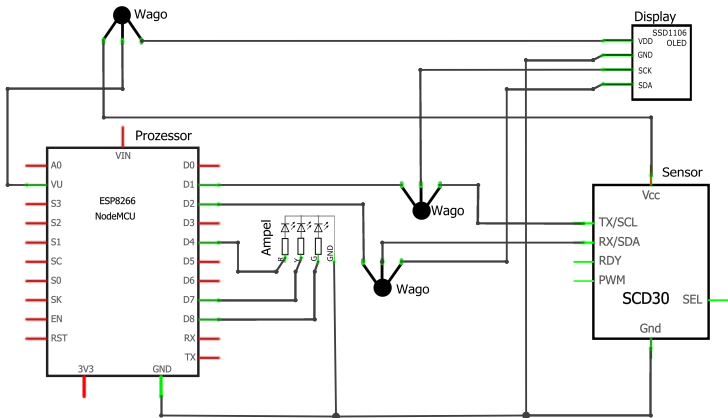 Wago
Display
SSD1106
OLED
VDD
GND
SCK
SDA
Prozessor
VIN
A0
VU
S3
S2
S1
SC
S0
SK
EN
RST
ESP8266
NodeMCU
D0
D1
D2
D3
D4
D5
D6
D7
D8
RX
TX
3V3
GND
Ampel
R
Y
G
GND
Wago
Wago
Sensor
Vcc
TX/SCL
RX/SDA
RDY
PWM
SCD30
SEL
Gnd